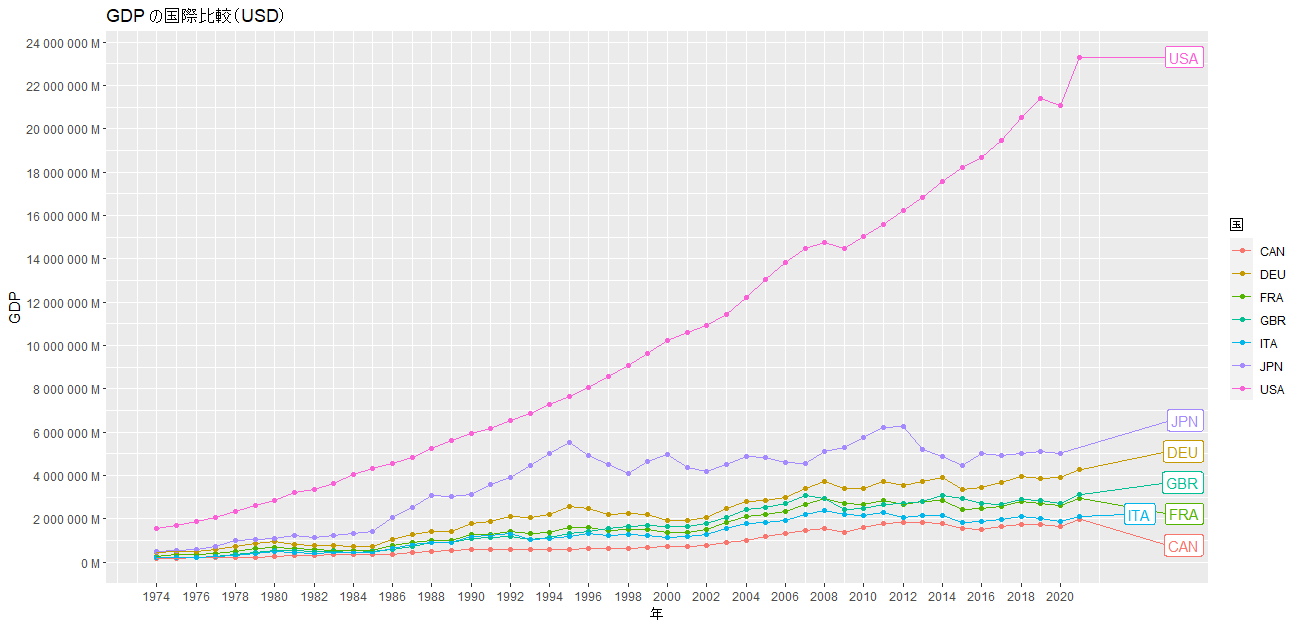 GDP の国際比較(USD)
GDP
24 000 000 M
22 000 000 M
20 000 000 M
18 000 000 M
16 000 000 M
14 000 000 M
12 000 000 M
10 000 000 M
8 000 000 M
6 000 000 M
4 000 000 M
2 000 000 M
0 M
USA
JPN
DEU
GBR
ITA
FRA
CAN
1974 1976 1978 1980 1982 1984 1986 1988 1990 1992 1994 1996 1998 2000 2002 2004 2006 2008 2010 2012 2014 2016 2018 2020
年
国
CAN
DEU
FRA
GBR
ITA
JPN
USA